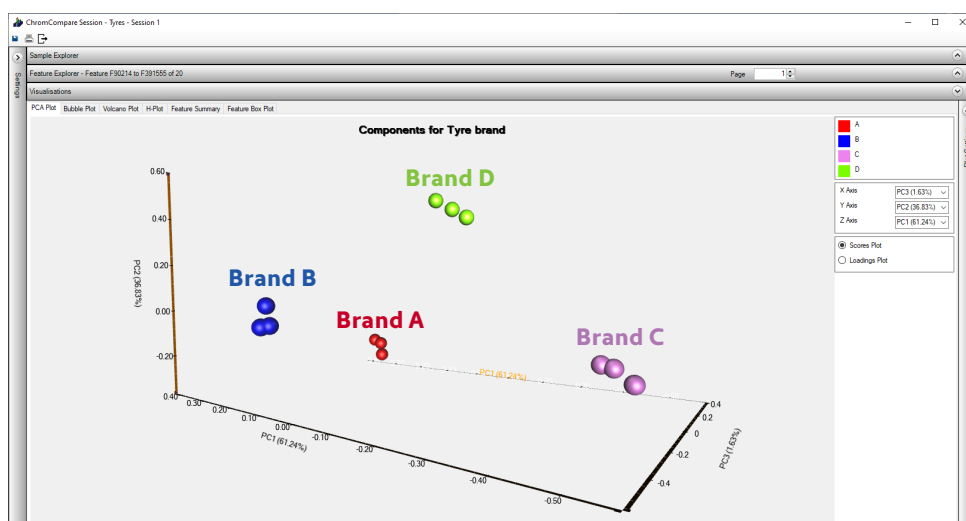 ChromCompare Session - Tyres - Session 1
Sample Explorer
Feature Explorer - Feature F90214 to F391555 of 20 Page 1
Visualisations
Settings
PCA Plot Bubble Plot Volcano Plot H-Plot Feature Summary Feature Box Plot
Components for Tyre brand
A
B
C
D
X Axis PC3 (1.63%)
Y Axis PC2 (36.83%)
Z Axis PC1 (61.24%)
Scores Plot
Loadings Plot
Brand D
Brand B
Brand A
Brand C
0.60
0.40
0.20
0.00
-0.20
0.40
PC2 (36.83%)
0.30
0.20
0.10
0.00
-0.10
-0.20
-0.30
-0.40
-0.50
PC1 (61.24%)
PC1 (61.24%)
0.4
0.2
0
-0.2
-0.4
PC3 (1.63%)